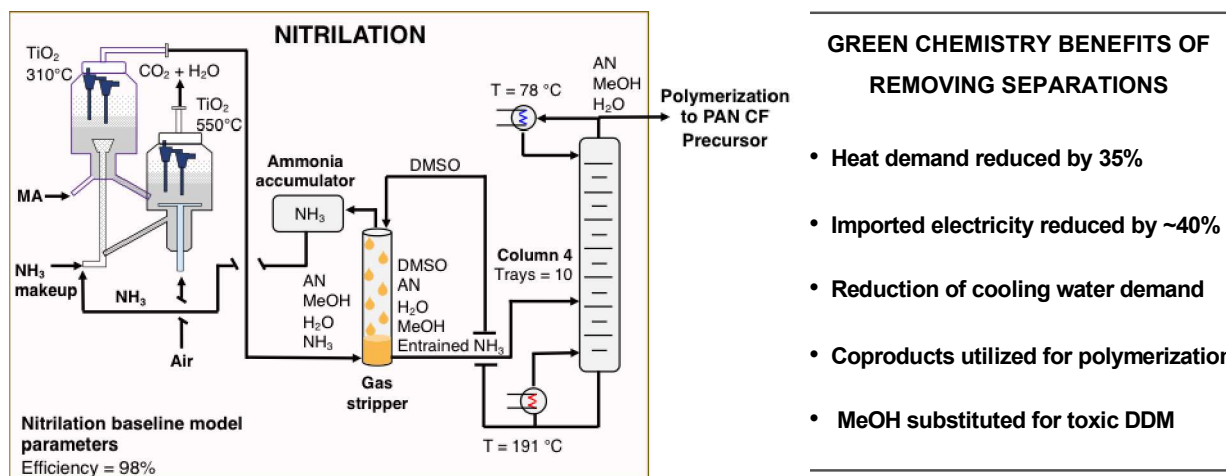 NITRILATION
TiO2
310°C
CO2 + H2O
TiO2
550°C
MA
NH3
makeup
NH3
Air
Ammonia
accumulator
NH3
DMSO
AN
MeOH
H2O
NH3
DMSO
AN
H2O
MeOH
Entrained NH3
Gas
stripper
Column 4
Trays = 10
T = 78 °C
T = 191 °C
AN
MeOH
H2O
Polymerization
to PAN CF
Precursor
Nitrilation baseline model
parameters
Efficiency = 98%
GREEN CHEMISTRY BENEFITS OF
REMOVING SEPARATIONS
• Heat demand reduced by 35%
• Imported electricity reduced by ~40%
• Reduction of cooling water demand
• Coproducts utilized for polymerization
• MeOH substituted for toxic DDM